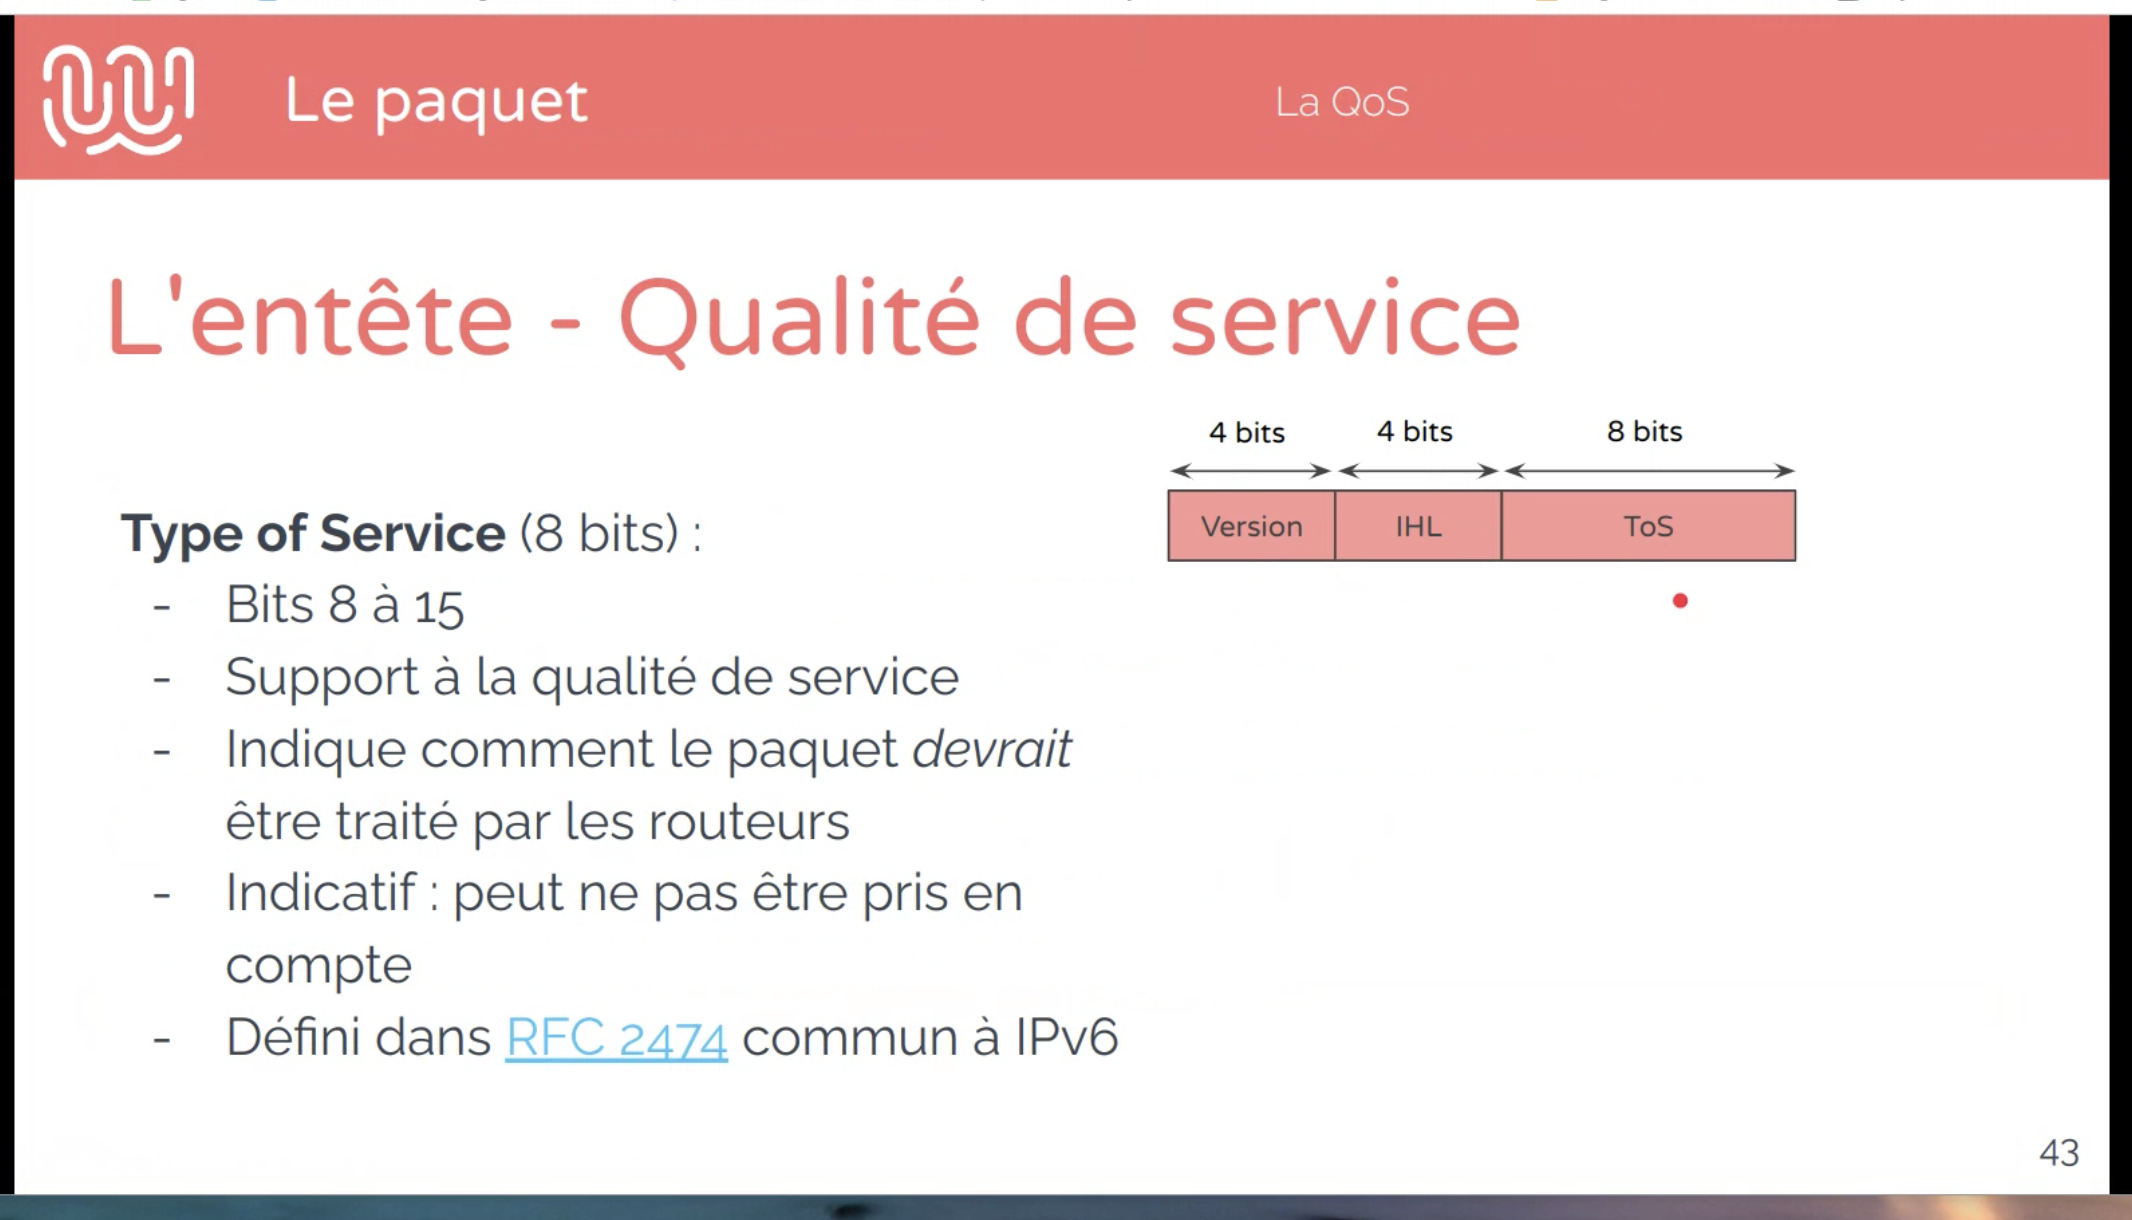 Le paquet
La QoS
L'entête - Qualité de service
4 bits 4 bits 8 bits
Version IHL ToS
Type of Service (8 bits) :
- Bits 8 à 15
- Support à la qualité de service
- Indique comment le paquet devrait
être traité par les routeurs
- Indicatif : peut ne pas être pris en
compte
- Défini dans RFC 2474 commun à IPv6
43